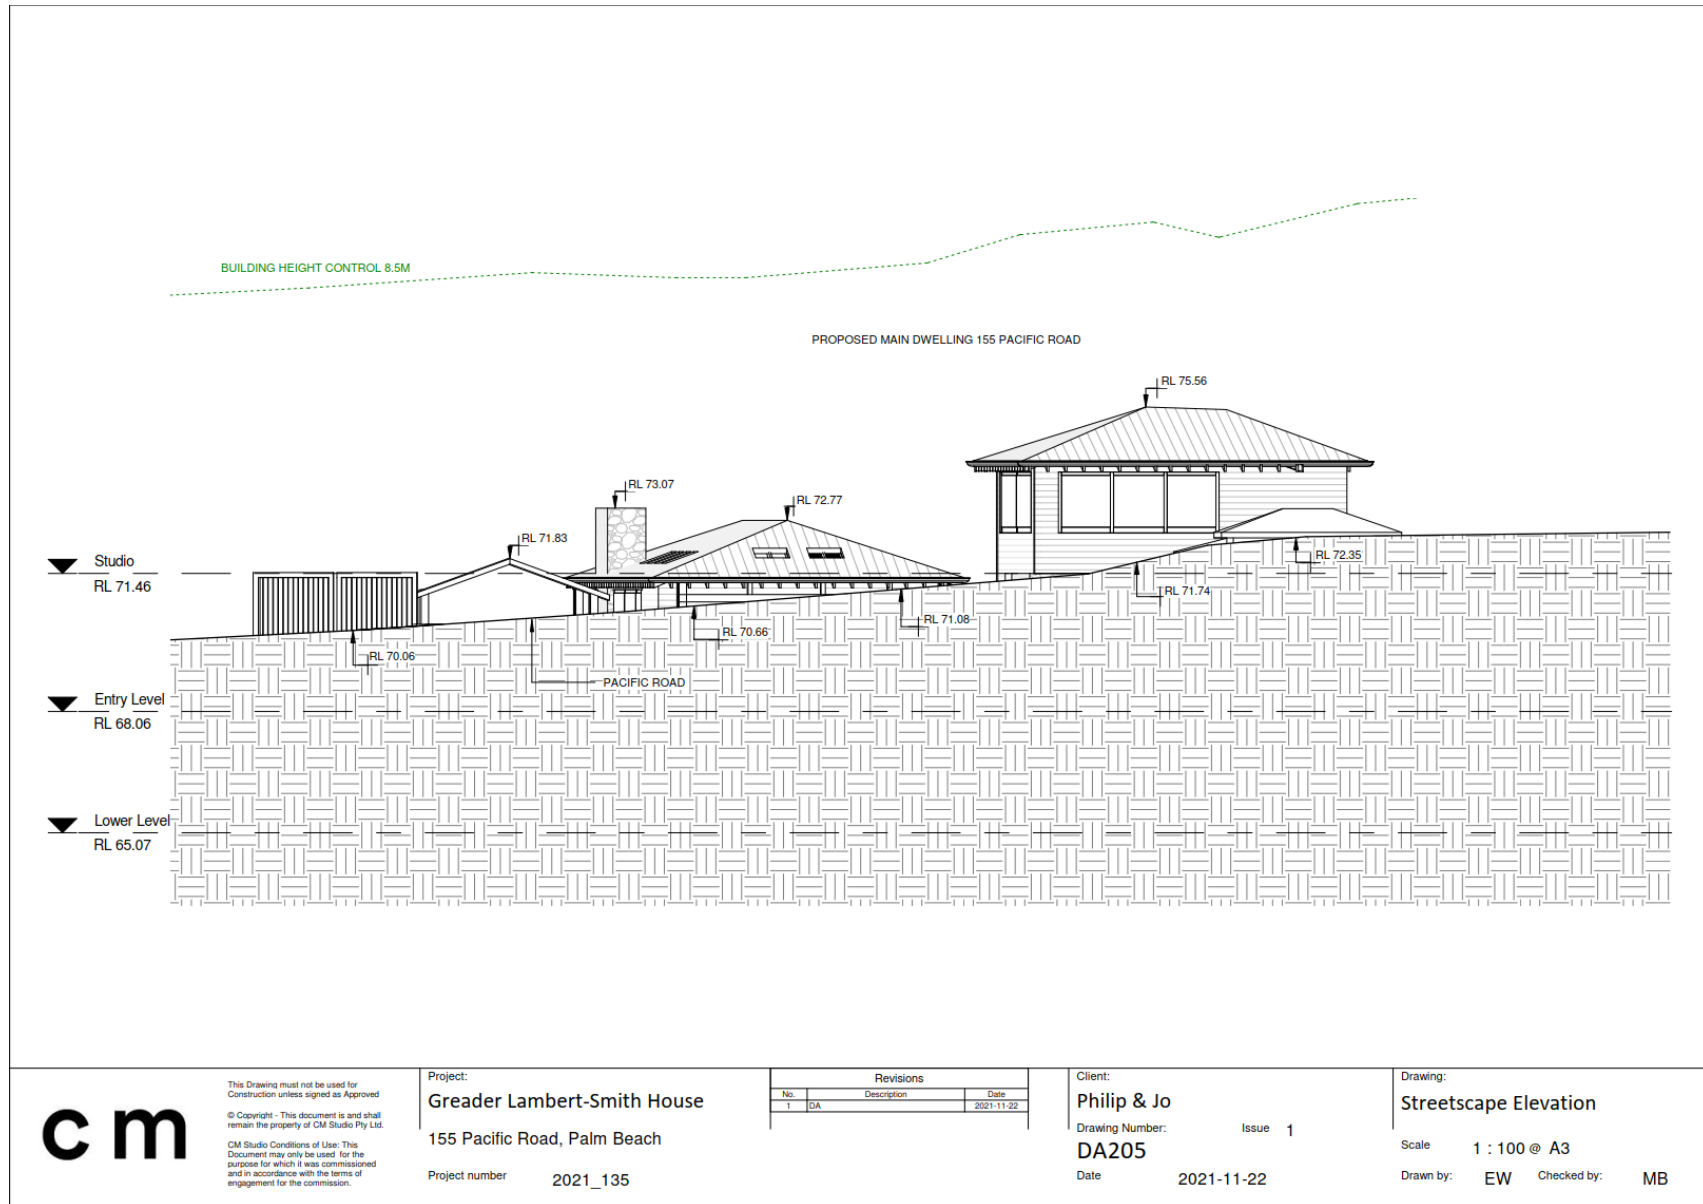 BUILDING HEIGHT CONTROL 8.5M
PROPOSED MAIN DWELLING 155 PACIFIC ROAD
RL 75.56
RL 73.07
RL 72.77
RL 71.83
Studio
RL 71.46
RL 72.35
RL 71.74
RL 71.08
RL 70.66
RL 70.06
PACIFIC ROAD
Entry Level
RL 68.06
Lower Level
RL 65.07
cm
This Drawing must not be used for
Construction unless signed as Approved
© Copyright - This document is and shall
remain the property of CM Studio Pty Ltd.
CM Studio Conditions of Use: This
Document may only be used for the
purpose for which it was commissioned
and in accordance with the terms of
engagement for the commission.
Project:
Greader Lambert-Smith House
155 Pacific Road, Palm Beach
Project number 2021_135
Revisions
No. Description Date
1 DA 2021-11-22
Client:
Philip & Jo
Drawing Number: Issue 1
DA205
Date 2021-11-22
Drawing:
Streetscape Elevation
Scale 1 : 100 @ A3
Drawn by: EW Checked by: MB